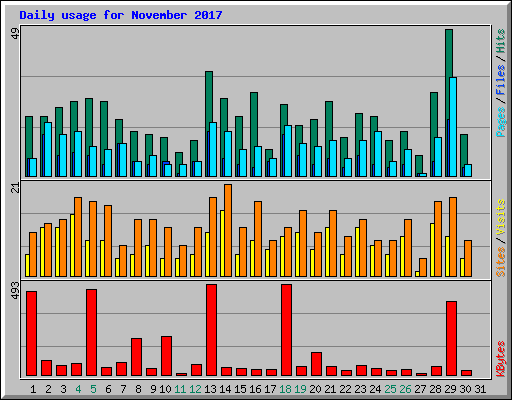 Daily usage for November 2017
49
Pages / Files / Hits
21
Sites / Visits
493
KBytes
1 2 3 4 5 6 7 8 9 10 11 12 13 14 15 16 17 18 19 20 21 22 23 24 25 26 27 28 29 30 31